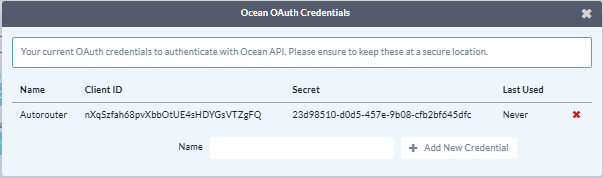 Ocean OAuth Credentials
Your current OAuth credentials to authenticate with Ocean API. Please ensure to keep these at a secure location.
Name Client ID Secret Last Used
Autorouter nXqSzfah68pvXbbOtUE4sHDYGsVTZgFQ 23d98510-d0d5-457e-9b08-cfb2bf645dfc Never
Name + Add New Credential